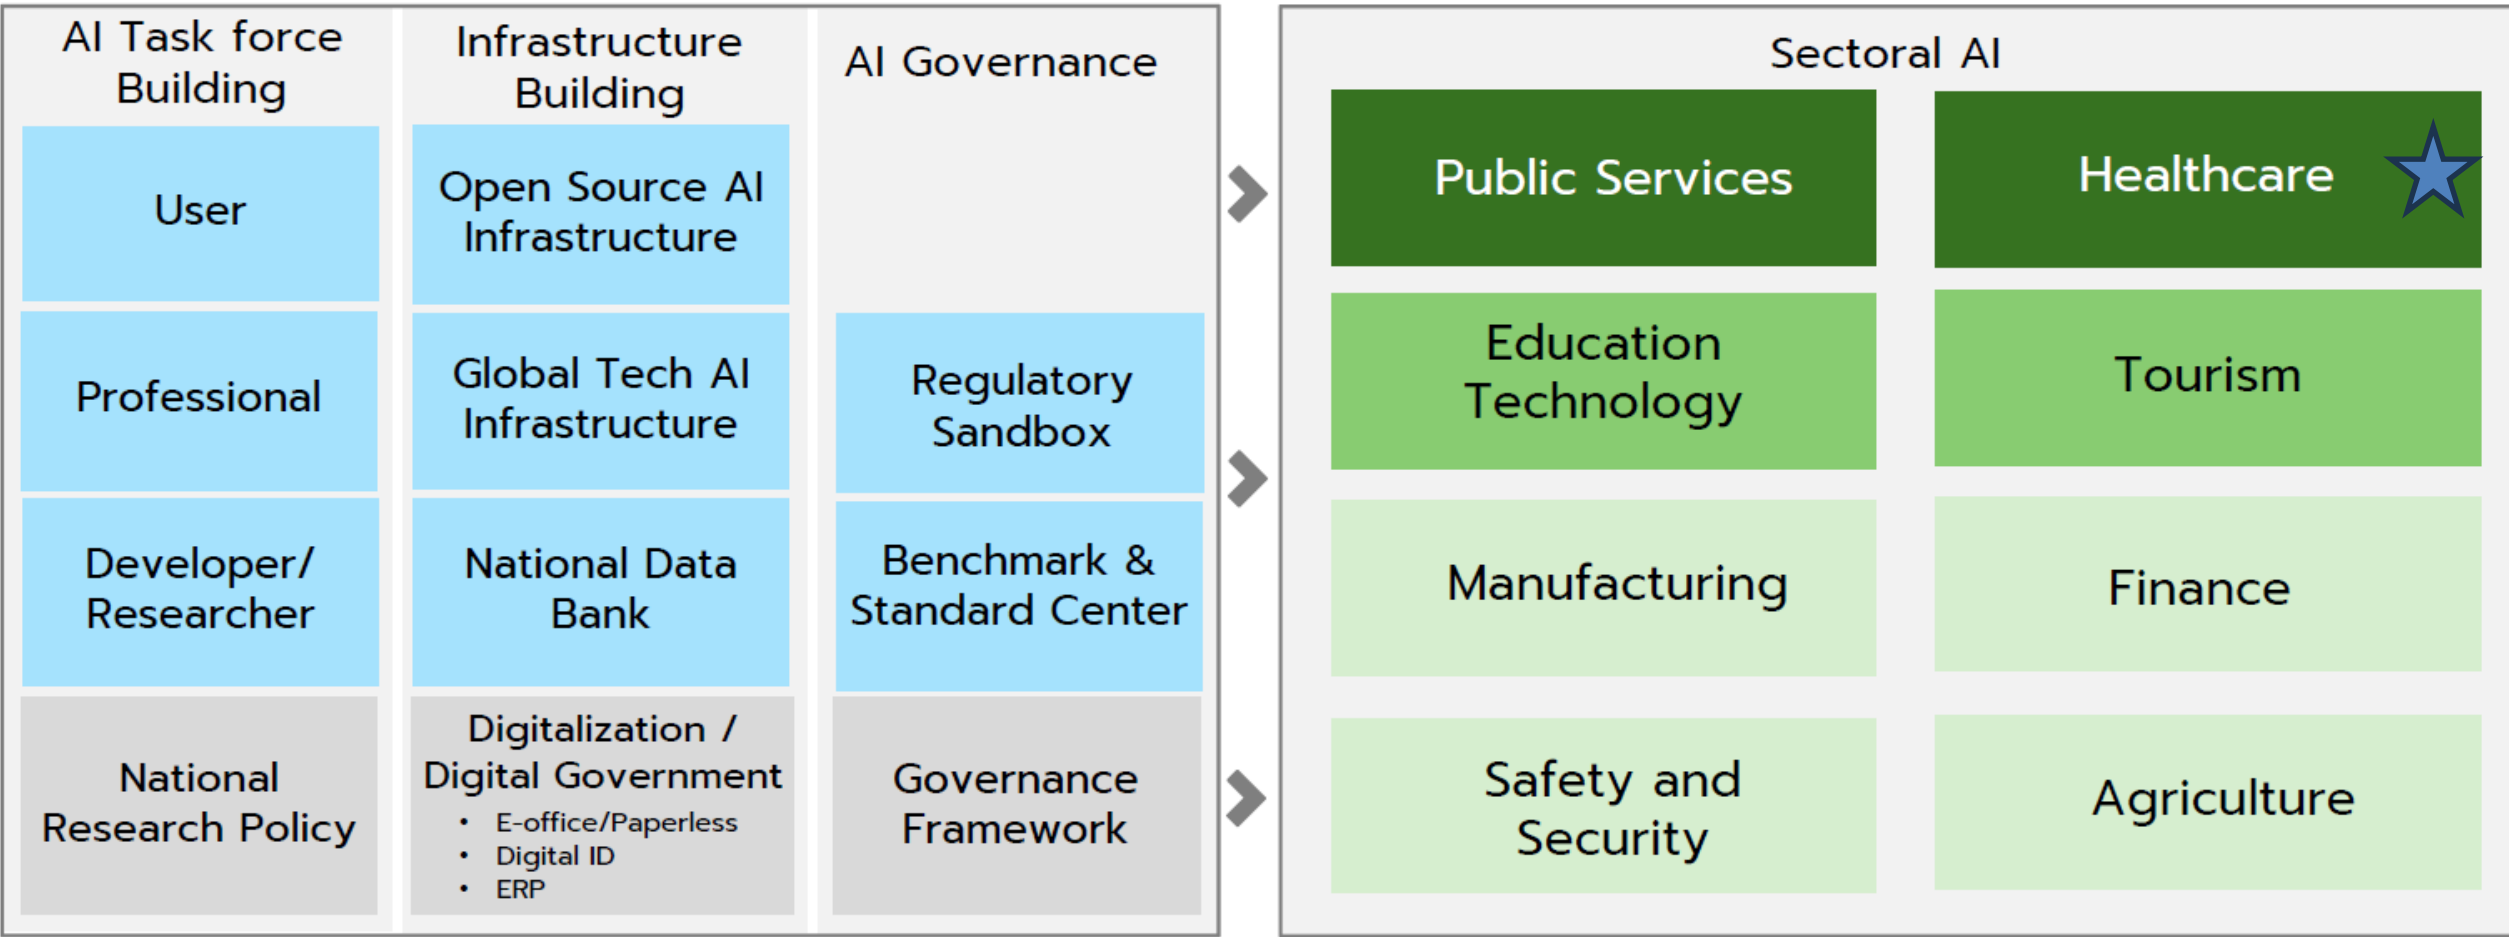 AI Task force
Building
User
Professional
Developer/
Researcher
National
Research Policy
Infrastructure
Building
Open Source AI
Infrastructure
Global Tech AI
Infrastructure
National Data
Bank
Digitalization /
Digital Government
• E-office/Paperless
• Digital ID
• ERP
AI Governance
Regulatory
Sandbox
Benchmark &
Standard Center
Governance
Framework
Sectoral AI
Public Services
Healthcare
Education
Technology
Tourism
Manufacturing
Finance
Safety and
Security
Agriculture